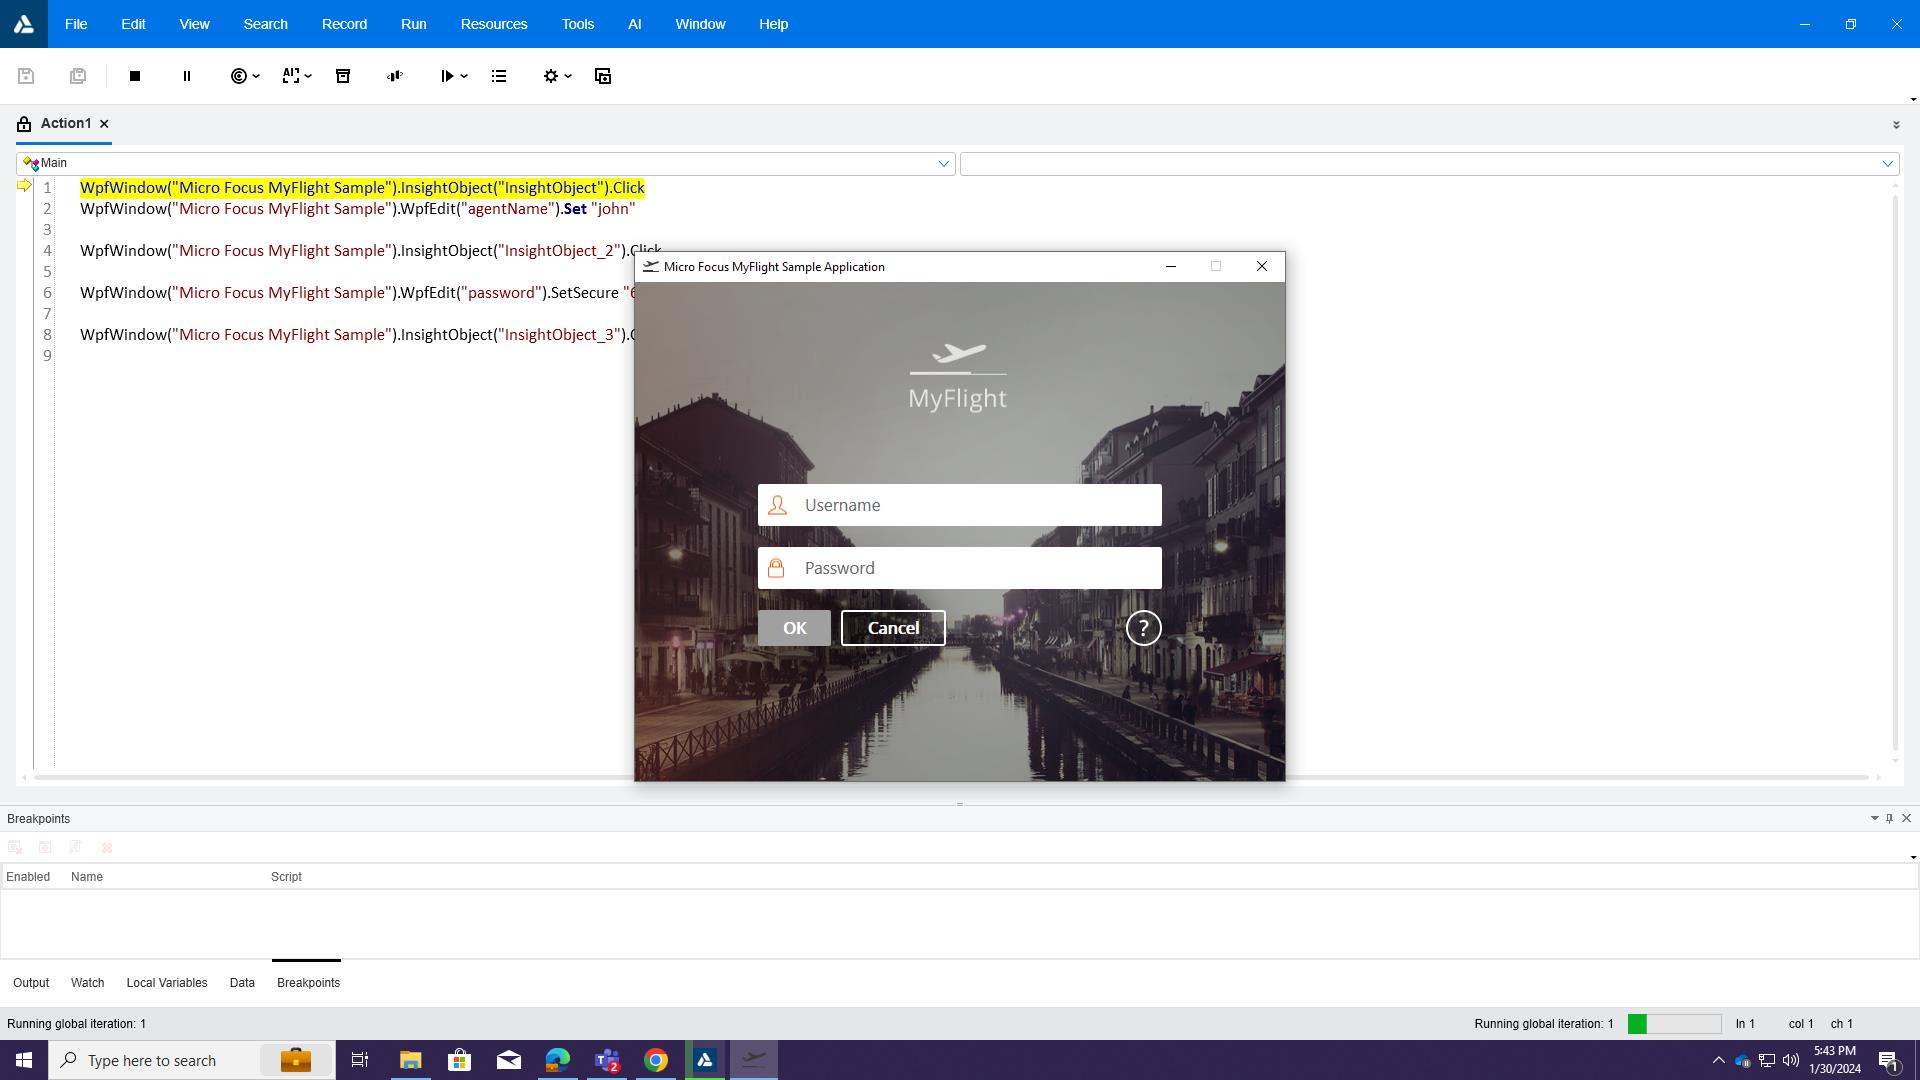 File Edit View Search Record Run Resources Tools AI Window Help
Action1
Main
1 WpfWindow("Micro Focus MyFlight Sample").InsightObject("InsightObject").Click
2 WpfWindow("Micro Focus MyFlight Sample").WpfEdit("agentName").Set "john"
3
4 WpfWindow("Micro Focus MyFlight Sample").InsightObject("InsightObject_2").Click
5
6 WpfWindow("Micro Focus MyFlight Sample").WpfEdit("password").SetSecure "6
7
8 WpfWindow("Micro Focus MyFlight Sample").InsightObject("InsightObject_3").
9
Micro Focus MyFlight Sample Application
MyFlight
Username
Password
OK Cancel ?
Breakpoints
Enabled Name Script
Output Watch Local Variables Data Breakpoints
Running global iteration: 1 Running global iteration: 1 ln 1 col 1 ch 1
Type here to search
2
5:43 PM
1/30/2024
1